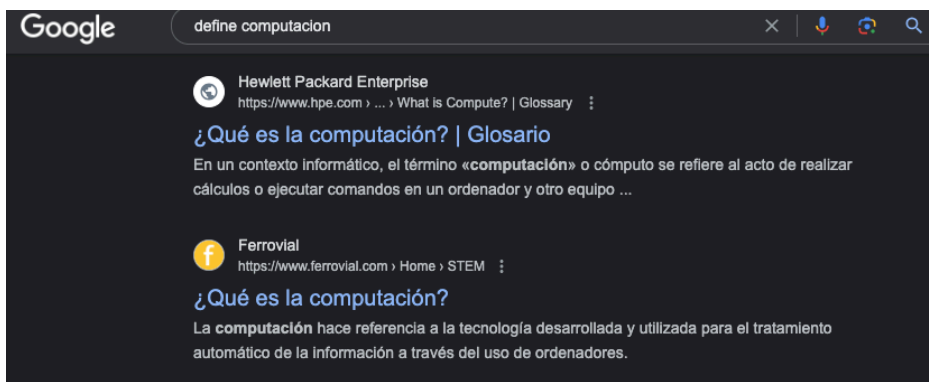 Google
define computacion
Hewlett Packard Enterprise
https://www.hpe.com › ... › What is Compute? | Glossary
¿Qué es la computación? | Glosario
En un contexto informático, el término «computación» o cómputo se refiere al acto de realizar
cálculos o ejecutar comandos en un ordenador y otro equipo ...
f
Ferrovial
https://www.ferrovial.com › Home › STEM
¿Qué es la computación?
La computación hace referencia a la tecnología desarrollada y utilizada para el tratamiento
automático de la información a través del uso de ordenadores.